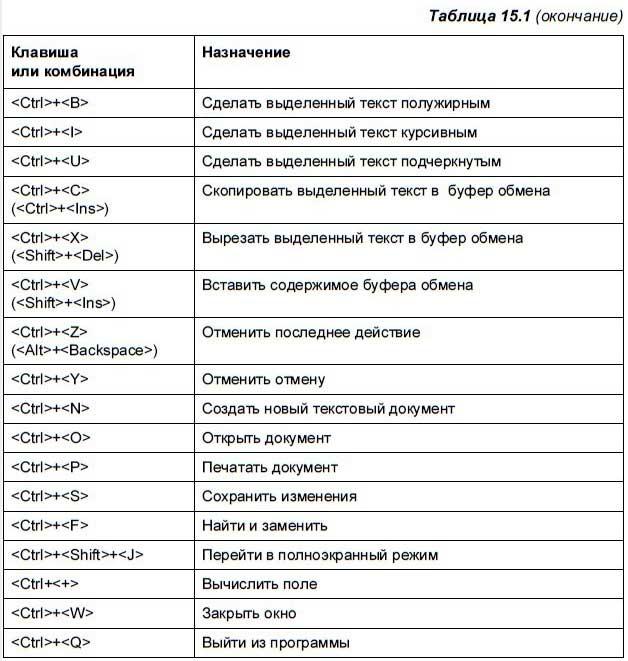 Таблица 15.1 (окончание)
Клавиша
или комбинация
Назначение
<Ctrl>+<B>
Сделать выделенный текст полужирным
<Ctrl>+<I>
Сделать выделенный текст курсивным
<Ctrl>+<U>
Сделать выделенный текст подчеркнутым
<Ctrl>+<C>
(<Ctrl>+<Ins>)
Скопировать выделенный текст в буфер обмена
<Ctrl>+<X>
(<Shift>+<Del>)
Вырезать выделенный текст в буфер обмена
<Ctrl>+<V>
(<Shift>+<Ins>)
Вставить содержимое буфера обмена
<Ctrl>+<Z>
(<Alt>+<Backspace>)
Отменить последнее действие
<Ctrl>+<Y>
Отменить отмену
<Ctrl>+<N>
Создать новый текстовый документ
<Ctrl>+<O>
Открыть документ
<Ctrl>+<P>
Печатать документ
<Ctrl>+<S>
Сохранить изменения
<Ctrl>+<F>
Найти и заменить
<Ctrl>+<Shift>+<J>
Перейти в полноэкранный режим
<Ctrl+<+>
Вычислить поле
<Ctrl>+<W>
Закрыть окно
<Ctrl>+<Q>
Выйти из программы